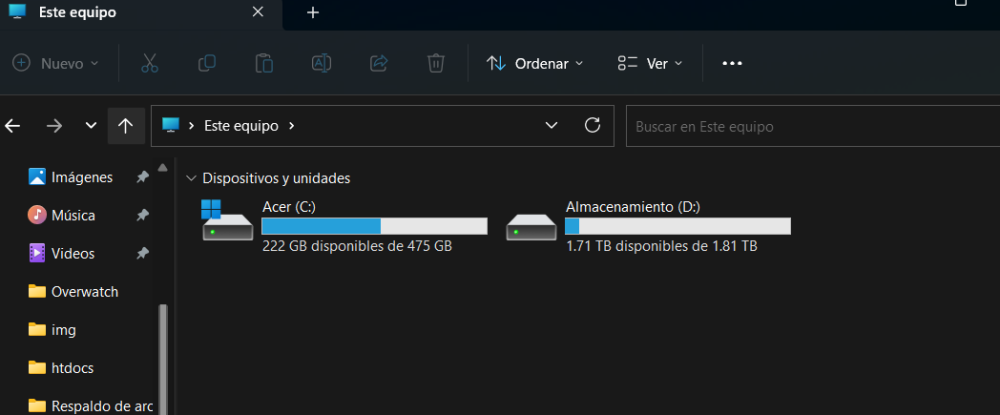 Este equipo
Nuevo
Ordenar
Ver
Este equipo
Buscar en Este equipo
Imágenes
Música
Videos
Overwatch
img
htdocs
Respaldo de arc
Dispositivos y unidades
Acer (C:)
222 GB disponibles de 475 GB
Almacenamiento (D:)
1.71 TB disponibles de 1.81 TB